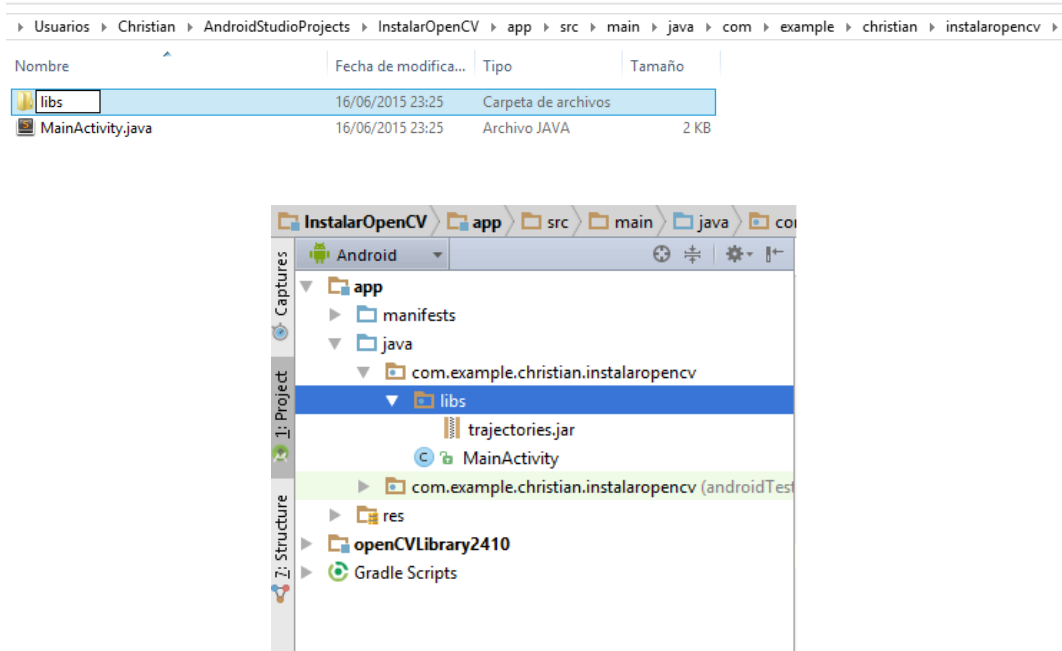 Usuarios Christian AndroidStudioProjects InstalarOpenCV app src main java com example christian instalaropencv
Nombre Fecha de modifica... Tipo Tamaño
libs 16/06/2015 23:25 Carpeta de archivos
MainActivity.java 16/06/2015 23:25 Archivo JAVA 2 KB
InstalarOpenCV app src main java
Android
Captures
1: Project
7: Structure
app
manifests
java
com.example.christian.instalaropencv
libs
trajectories.jar
MainActivity
com.example.christian.instalaropencv (androidTest
res
openCVLibrary2410
Gradle Scripts